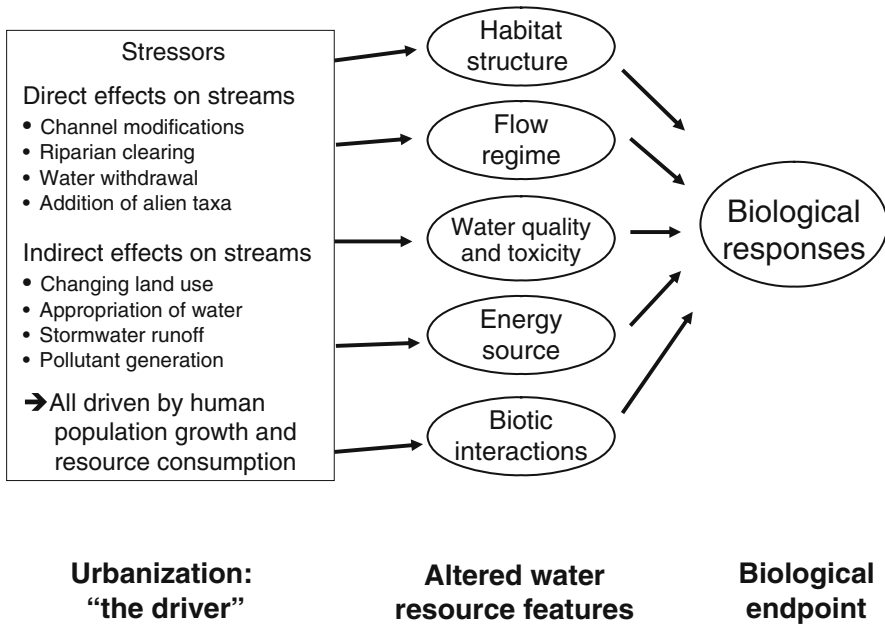 Stressors
Direct effects on streams
• Channel modifications
• Riparian clearing
• Water withdrawal
• Addition of alien taxa
Indirect effects on streams
• Changing land use
• Appropriation of water
• Stormwater runoff
• Pollutant generation
➔All driven by human
population growth and
resource consumption
Habitat
structure
Flow
regime
Water quality
and toxicity
Energy
source
Biotic
interactions
Biological
responses
Urbanization:
“the driver”
Altered water
resource features
Biological
endpoint